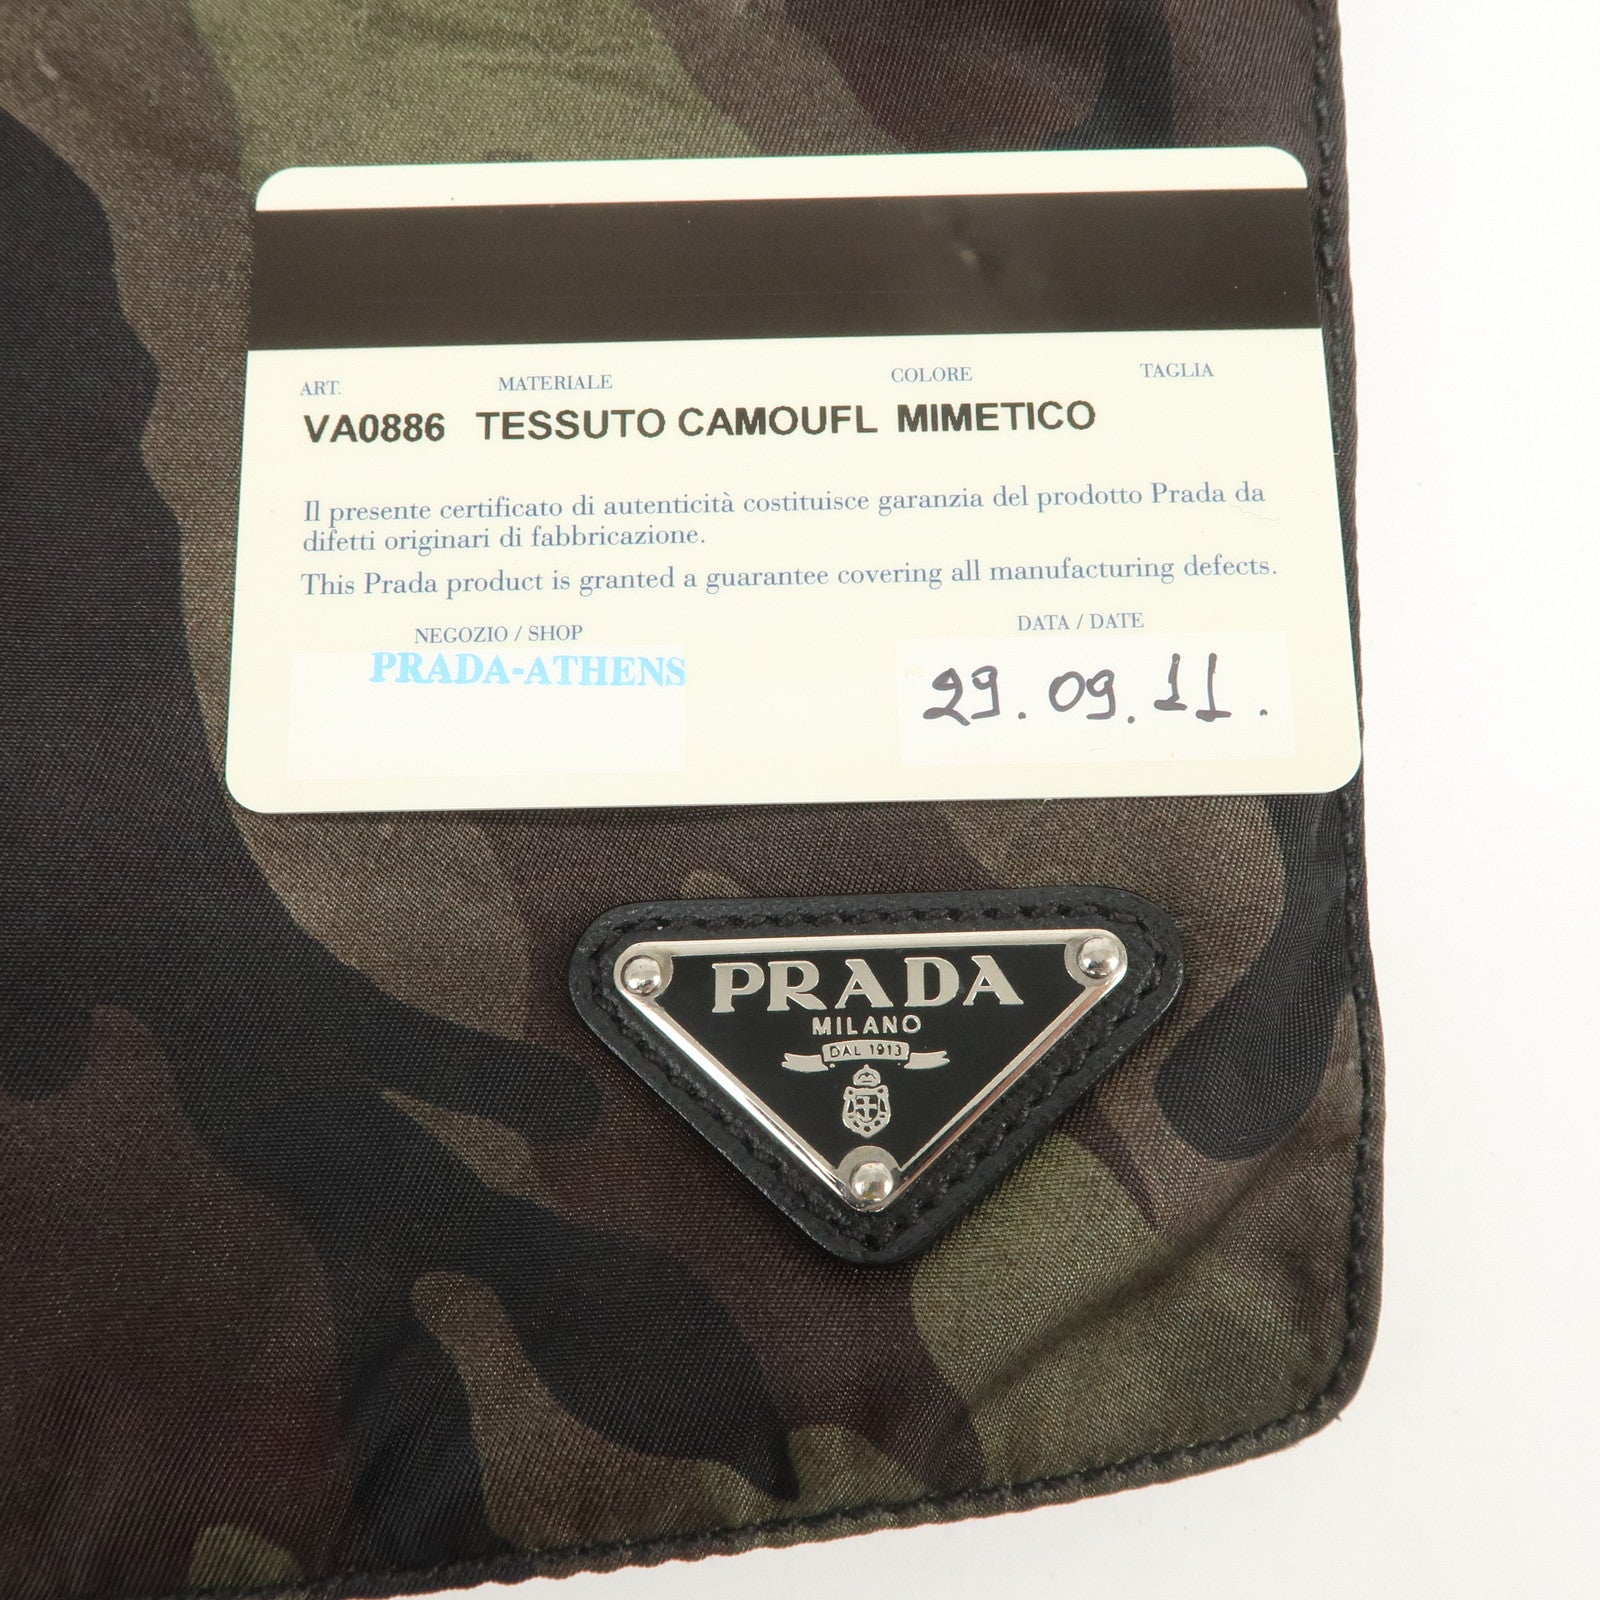 ART. MATERIALE COLORE TAGLIA
VA0886 TESSUTO CAMOUFL MIMETICO
Il presente certificato di autenticità costituisce garanzia del prodotto Prada da
difetti originari di fabbricazione.
This Prada product is granted a guarantee covering all manufacturing defects.
NEGOZIO / SHOP DATA / DATE
PRADA-ATHENS 29.09.11.
PRADA
MILANO
DAL 1913